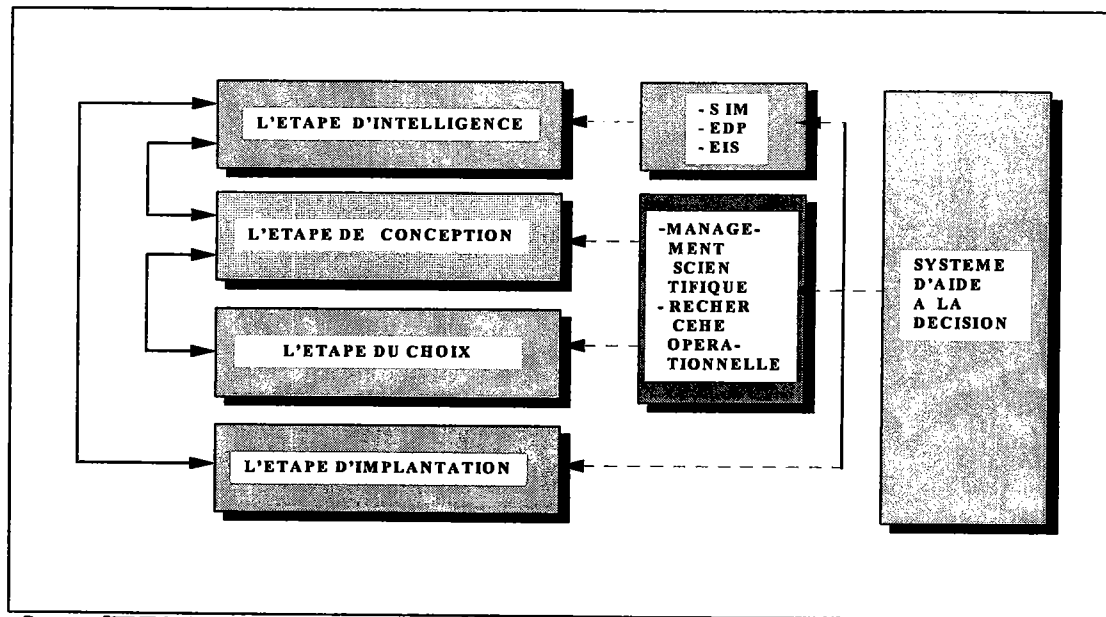 L'ETAPE D'INTELLIGENCE
- S IM
- EDP
- EIS
L'ETAPE DE CONCEPTION
-MANAGE-
MENT
SCIEN
TIFIQUE
- RECHER
CEHE
OPERA-
TIONNELLE
SYSTEME
D'AIDE
A LA
DECISION
L'ETAPE DU CHOIX
L'ETAPE D'IMPLANTATION